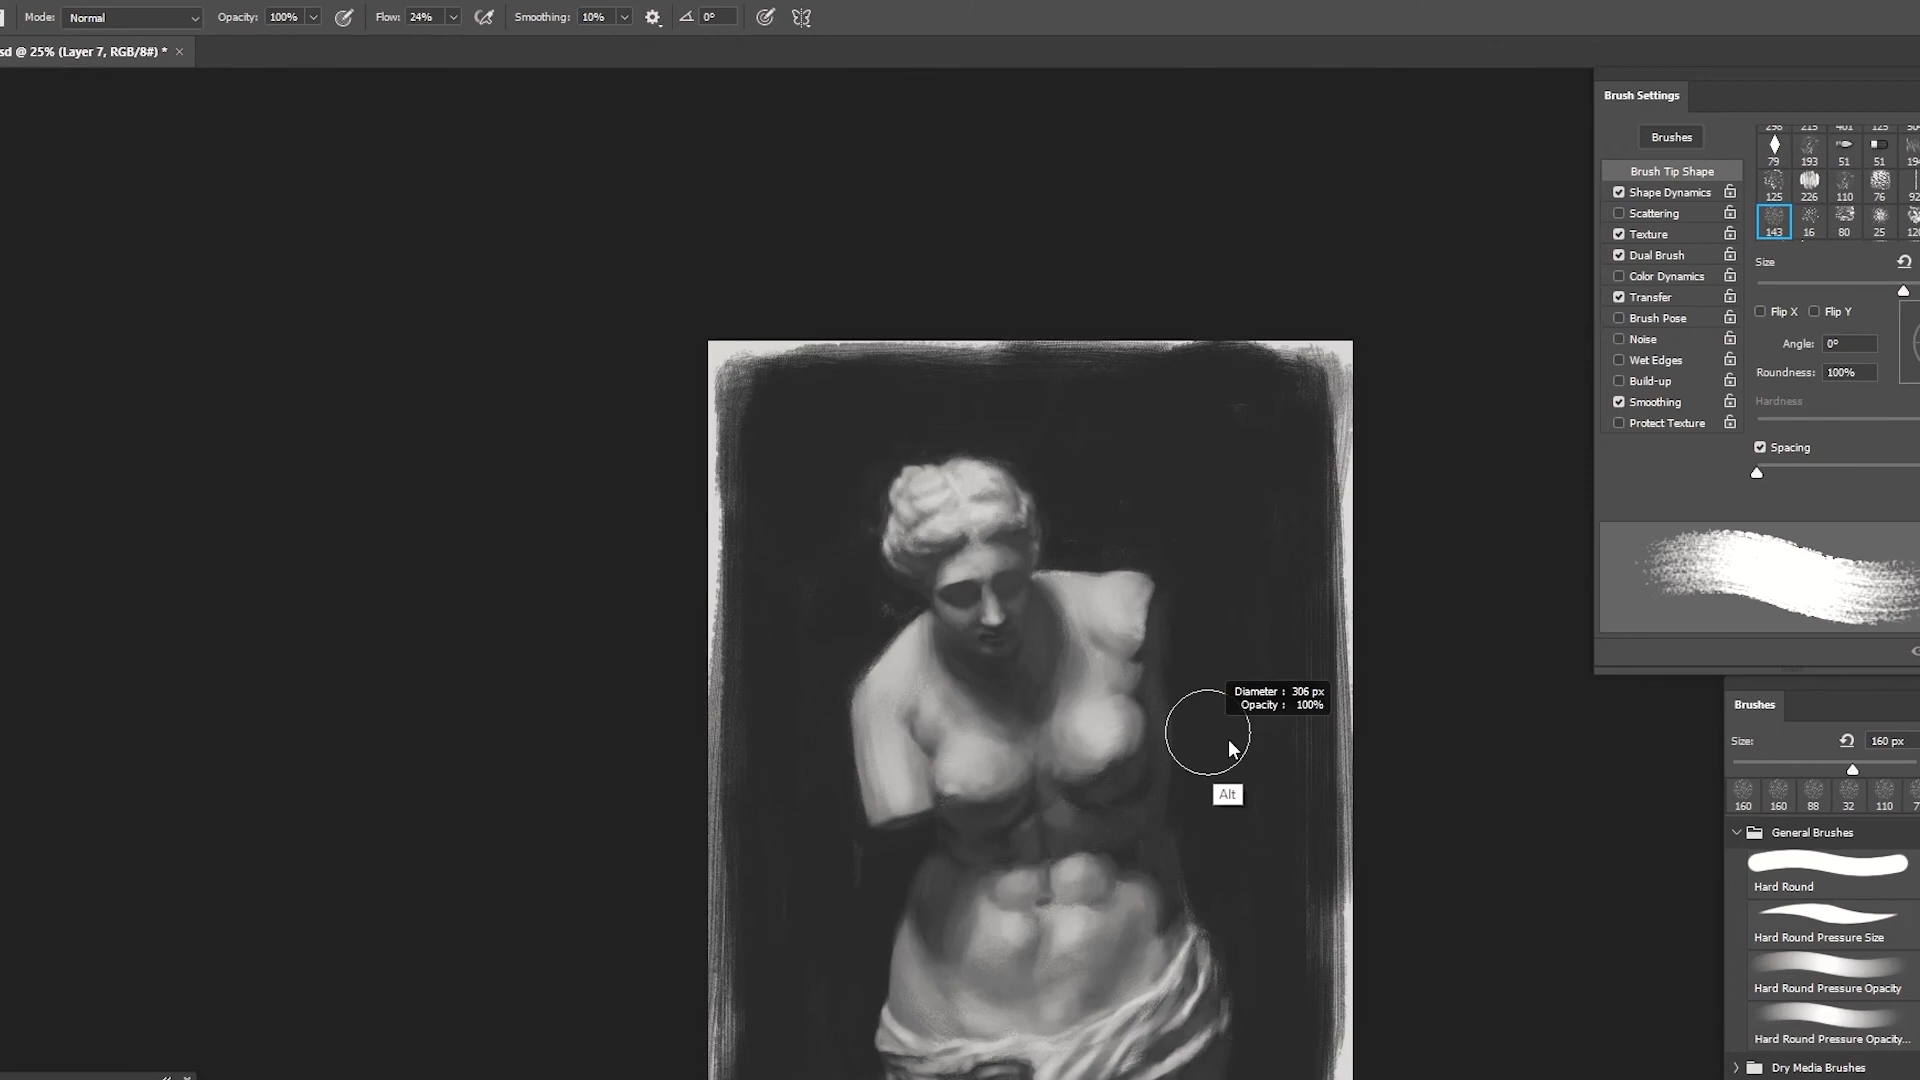 Mode: Normal Opacity: 100% Flow: 24% Smoothing: 10% 0°
sd @ 25% (Layer 7, RGB/8#) * ×
Brush Settings
Brushes
Brush Tip Shape
Shape Dynamics
Scattering
Texture
Dual Brush
Color Dynamics
Transfer
Brush Pose
Noise
Wet Edges
Build-up
Smoothing
Protect Texture
79 193 51 51 194
125 226 110 76 92
143 16 80 25 120
Size
Flip X Flip Y
Angle: 0°
Roundness: 100%
Hardness
Spacing
Diameter : 306 px
Opacity : 100%
Alt
Brushes
Size: 160 px
160 160 88 32 110
General Brushes
Hard Round
Hard Round Pressure Size
Hard Round Pressure Opacity
Hard Round Pressure Opacity...
Dry Media Brushes